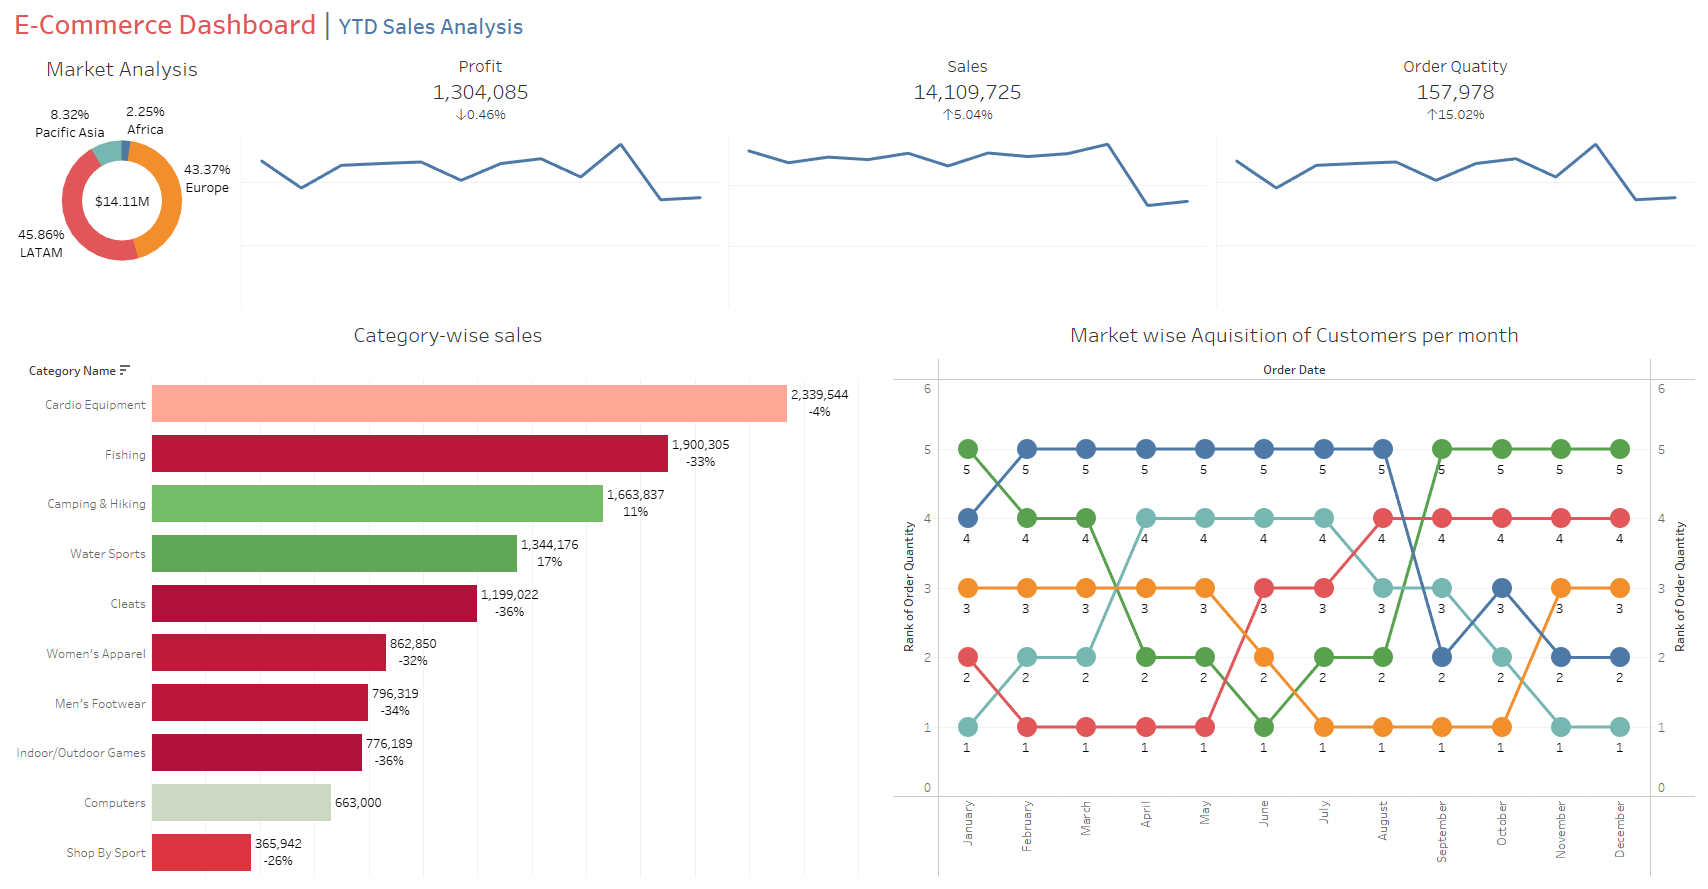 E-Commerce Dashboard | YTD Sales Analysis
Market Analysis
8.32%
Pacific Asia
2.25%
Africa
43.37%
Europe
$14.11M
45.86%
LATAM
Profit
1,304,085
↓0.46%
Sales
14,109,725
↑5.04%
Order Quatity
157,978
↑15.02%
Category-wise sales
Category Name
Cardio Equipment
2,339,544
-4%
Fishing
1,900,305
-33%
Camping & Hiking
1,663,837
11%
Water Sports
1,344,176
17%
Cleats
1,199,022
-36%
Women's Apparel
862,850
-32%
Men's Footwear
796,319
-34%
Indoor/Outdoor Games
776,189
-36%
Computers
663,000
Shop By Sport
365,942
-26%
Market wise Aquisition of Customers per month
Order Date
Rank of Order Quantity
6 6
5 5
5 5 5 5 5 5 5 5 5 5 5 5
4 4
4 4 4 4 4 4 4 4 4 4 4 4
3 3
3 3 3 3 3 3 3 3 3 3 3 3
2 2
2 2 2 2 2 2 2 2 2 2 2 2
1 1
1 1 1 1 1 1 1 1 1 1 1 1
0 0
Rank of Order Quantity
January
February
March
April
May
June
July
August
September
October
November
December